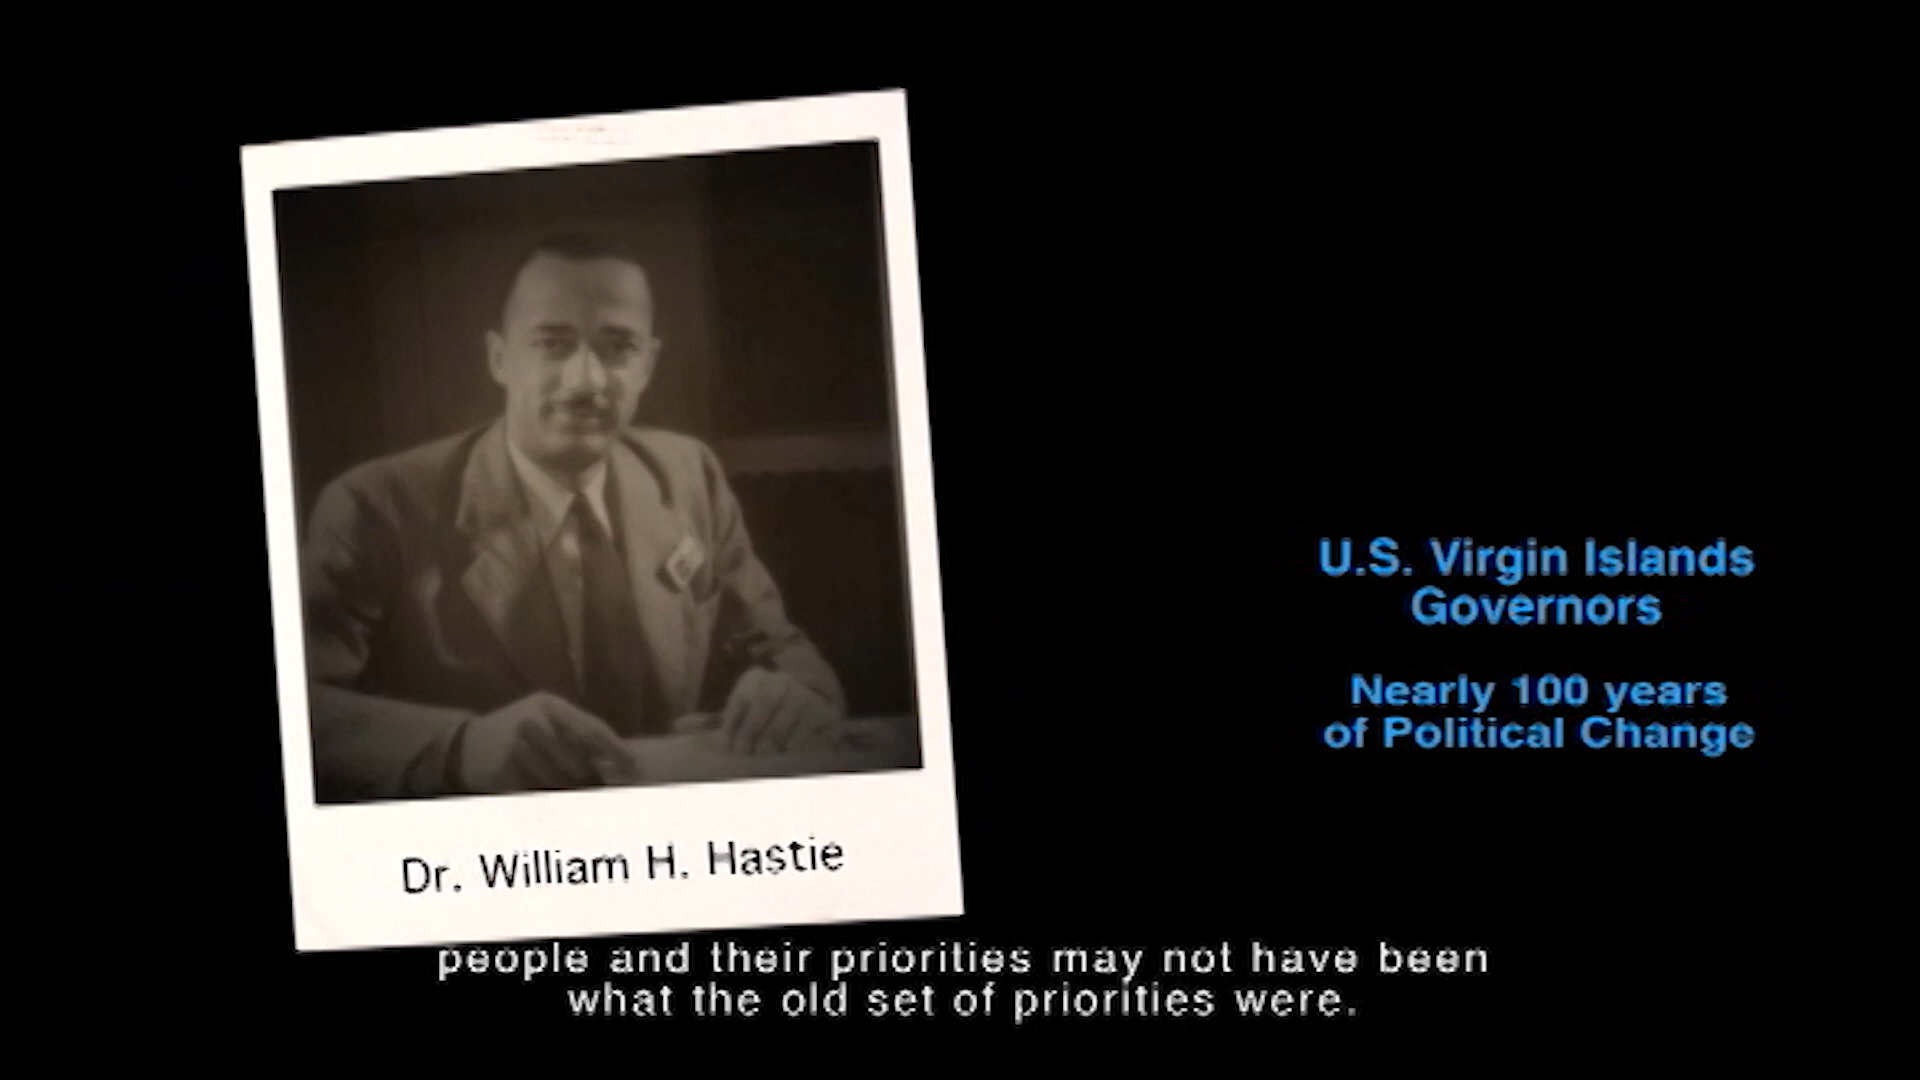 U.S. Virgin Islands
Governors
Nearly 100 years
of Political Change
Dr. William H. Hastie
people and their priorities may not have been
what the old set of priorities were.